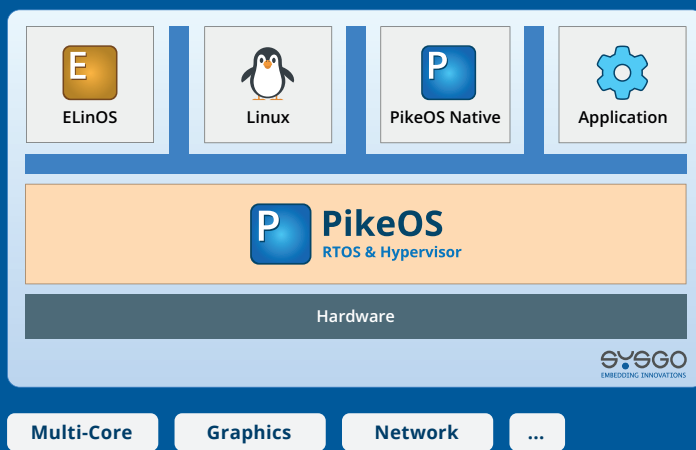 E
ELinOS
Linux
P
PikeOS Native
Application
P
PikeOS
RTOS & Hypervisor
Hardware
SYSGO
EMBEDDING INNOVATIONS
Multi-Core
Graphics
Network
...